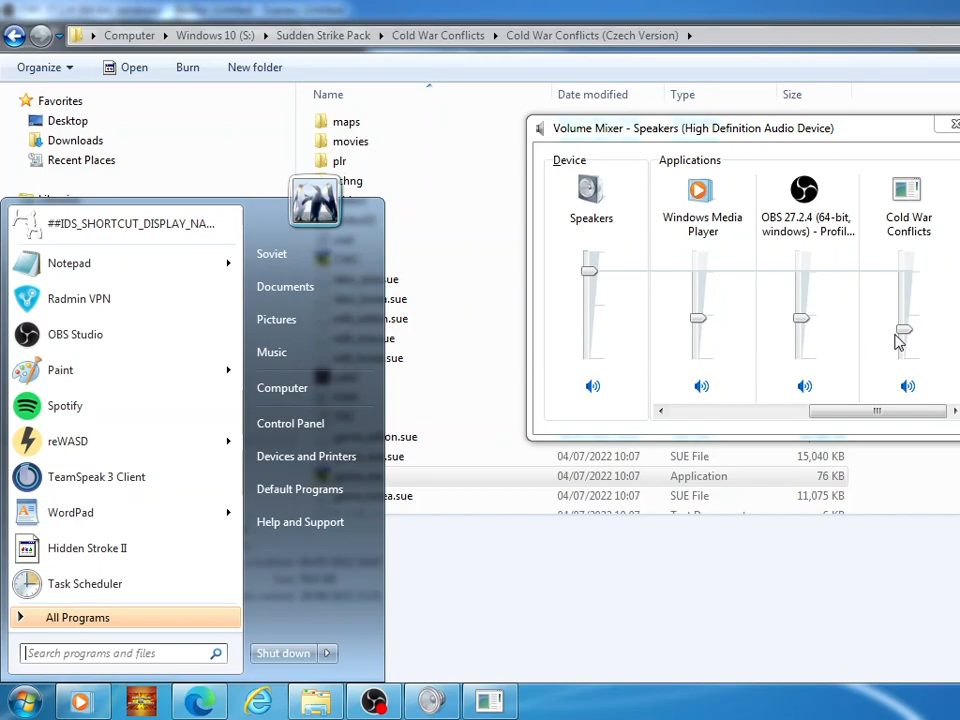 Computer Windows 10 (S:) Sudden Strike Pack Cold War Conflicts Cold War Conflicts (Czech Version)
Organize Open Burn New folder
Favorites
Desktop
Downloads
Recent Places
Name Date modified Type Size
maps
movies
plr
Volume Mixer - Speakers (High Definition Audio Device)
Device Applications
Speakers
Windows Media
Player
OBS 27.2.4 (64-bit,
windows) - Profil...
Cold War
Conflicts
##IDS_SHORTCUT_DISPLAY_NA...
Notepad
Radmin VPN
OBS Studio
Paint
Spotify
reWASD
TeamSpeak 3 Client
WordPad
Hidden Stroke II
Task Scheduler
All Programs
Search programs and files
Soviet
Documents
Pictures
Music
Computer
Control Panel
Devices and Printers
Default Programs
Help and Support
Shut down
04/07/2022 10:07 SUE File 15,040 KB
04/07/2022 10:07 Application 76 KB
04/07/2022 10:07 SUE File 11,075 KB